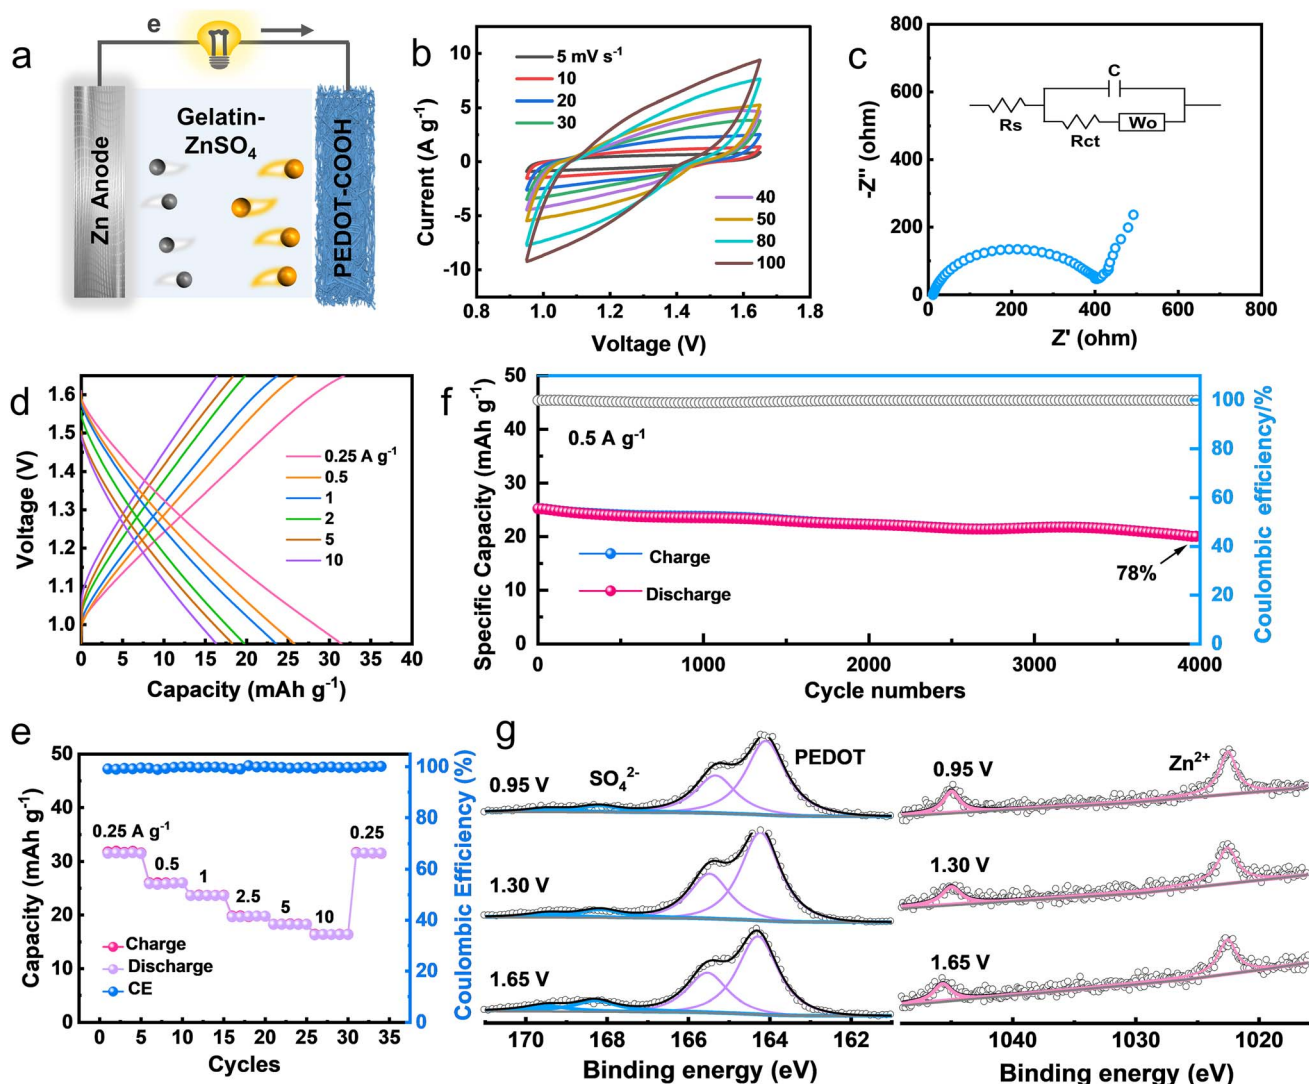 a
e
Zn Anode
Gelatin-
ZnSO4
PEDOT-COOH
b
10
5
0
-5
-10
Current (A g-1)
5 mV s-1
10
20
30
40
50
80
100
0.8 1.0 1.2 1.4 1.6 1.8
Voltage (V)
c
800
600
400
200
0
-Z'' (ohm)
C
Rs
Rct
Wo
0 200 400 600 800
Z' (ohm)
d
1.6
1.5
1.4
1.3
1.2
1.1
1.0
Voltage (V)
0.25 A g-1
0.5
1
2
5
10
0 5 10 15 20 25 30 35 40
Capacity (mAh g-1)
f
50
40
30
20
10
0
Specific Capacity (mAh g-1)
0.5 A g-1
Charge
Discharge
78%
100
80
60
40
20
0
Coulombic efficiency/%
0 1000 2000 3000 4000
Cycle numbers
e
50
40
30
20
10
0
Capacity (mAh g-1)
0.25 A g-1
0.5
1
2.5
5
10
0.25
Charge
Discharge
CE
100
80
60
40
20
0
Coulombic Efficiency (%)
0 5 10 15 20 25 30 35
Cycles
g
SO4 2-
PEDOT
0.95 V
1.30 V
1.65 V
170 168 166 164 162
Binding energy (eV)
Zn2+
0.95 V
1.30 V
1.65 V
1040 1030 1020
Binding energy (eV)